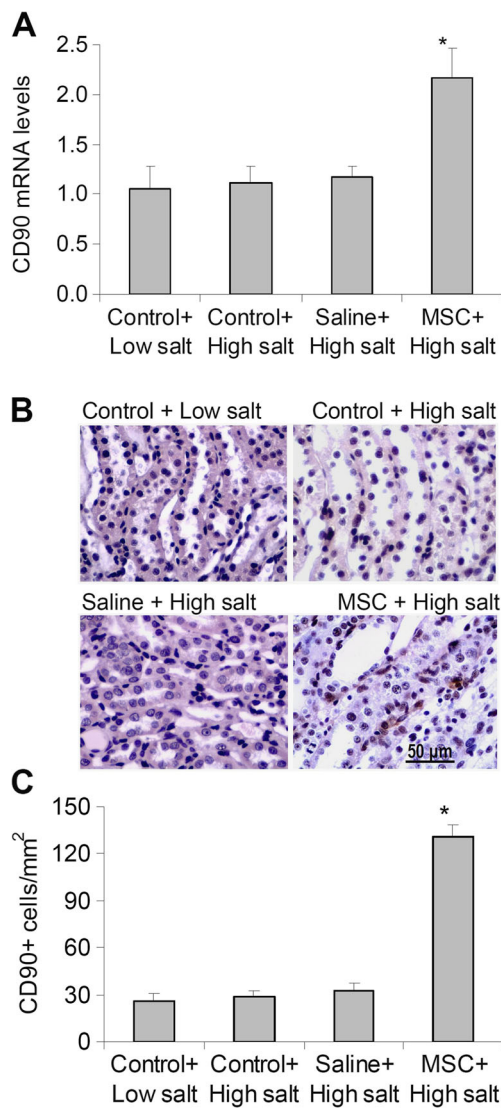 A
CD90 mRNA levels
2.5
2.0
1.5
1.0
0.5
0.0
*
Control+ Control+ Saline+ MSC+
Low salt High salt High salt High salt
B
Control + Low salt Control + High salt
Saline + High salt MSC + High salt
50 µm
C
CD90+ cells/mm²
150
120
90
60
30
0
*
Control+ Control+ Saline+ MSC+
Low salt High salt High salt High salt